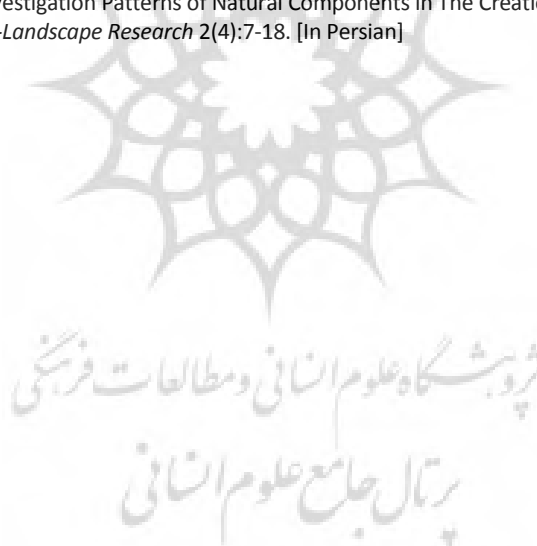 vestigation Patterns of Natural Components in The Creatio
-Landscape Research 2(4):7-18. [In Persian]
پژوهشگاه علوم انسانی و مطالعات فرهنگی
پرتال جامع علوم انسانی